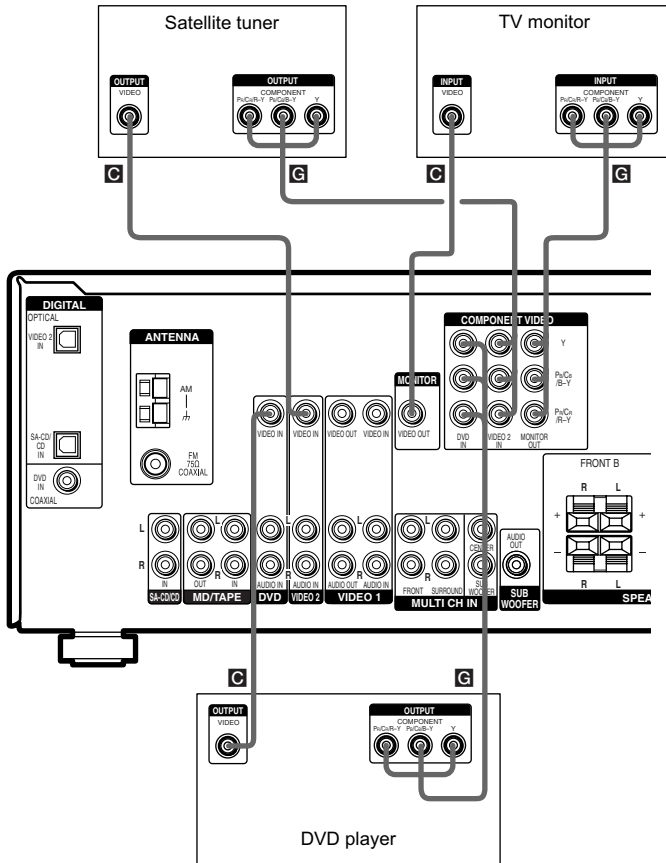 Satellite tuner
TV monitor
OUTPUT
VIDEO
OUTPUT
COMPONENT
PR/CR/R–Y PB/CB/B–Y Y
INPUT
VIDEO
INPUT
COMPONENT
PR/CR/R–Y PB/CB/B–Y Y
C
G
C
G
DIGITAL
OPTICAL
VIDEO 2
IN
SA-CD/
CD
IN
DVD
IN
COAXIAL
ANTENNA
AM
FM
75Ω
COAXIAL
MONITOR
VIDEO IN
VIDEO IN
VIDEO OUT
VIDEO IN
VIDEO OUT
COMPONENT VIDEO
Y
PB/CB
/B–Y
PR/CR
/R–Y
DVD
IN
VIDEO 2
IN
MONITOR
OUT
FRONT B
R L
+ +
– –
R L
SPEA
L
R
IN
SA-CD/CD
L
R
OUT IN
MD/TAPE
L
R
AUDIO IN
DVD
AUDIO IN
VIDEO 2
L
R
AUDIO OUT AUDIO IN
VIDEO 1
L
R
FRONT SURROUND
CENTER
SUB
WOOFER
MULTI CH IN
AUDIO
OUT
SUB
WOOFER
C
G
OUTPUT
VIDEO
OUTPUT
COMPONENT
PR/CR/R–Y PB/CB/B–Y Y
DVD player